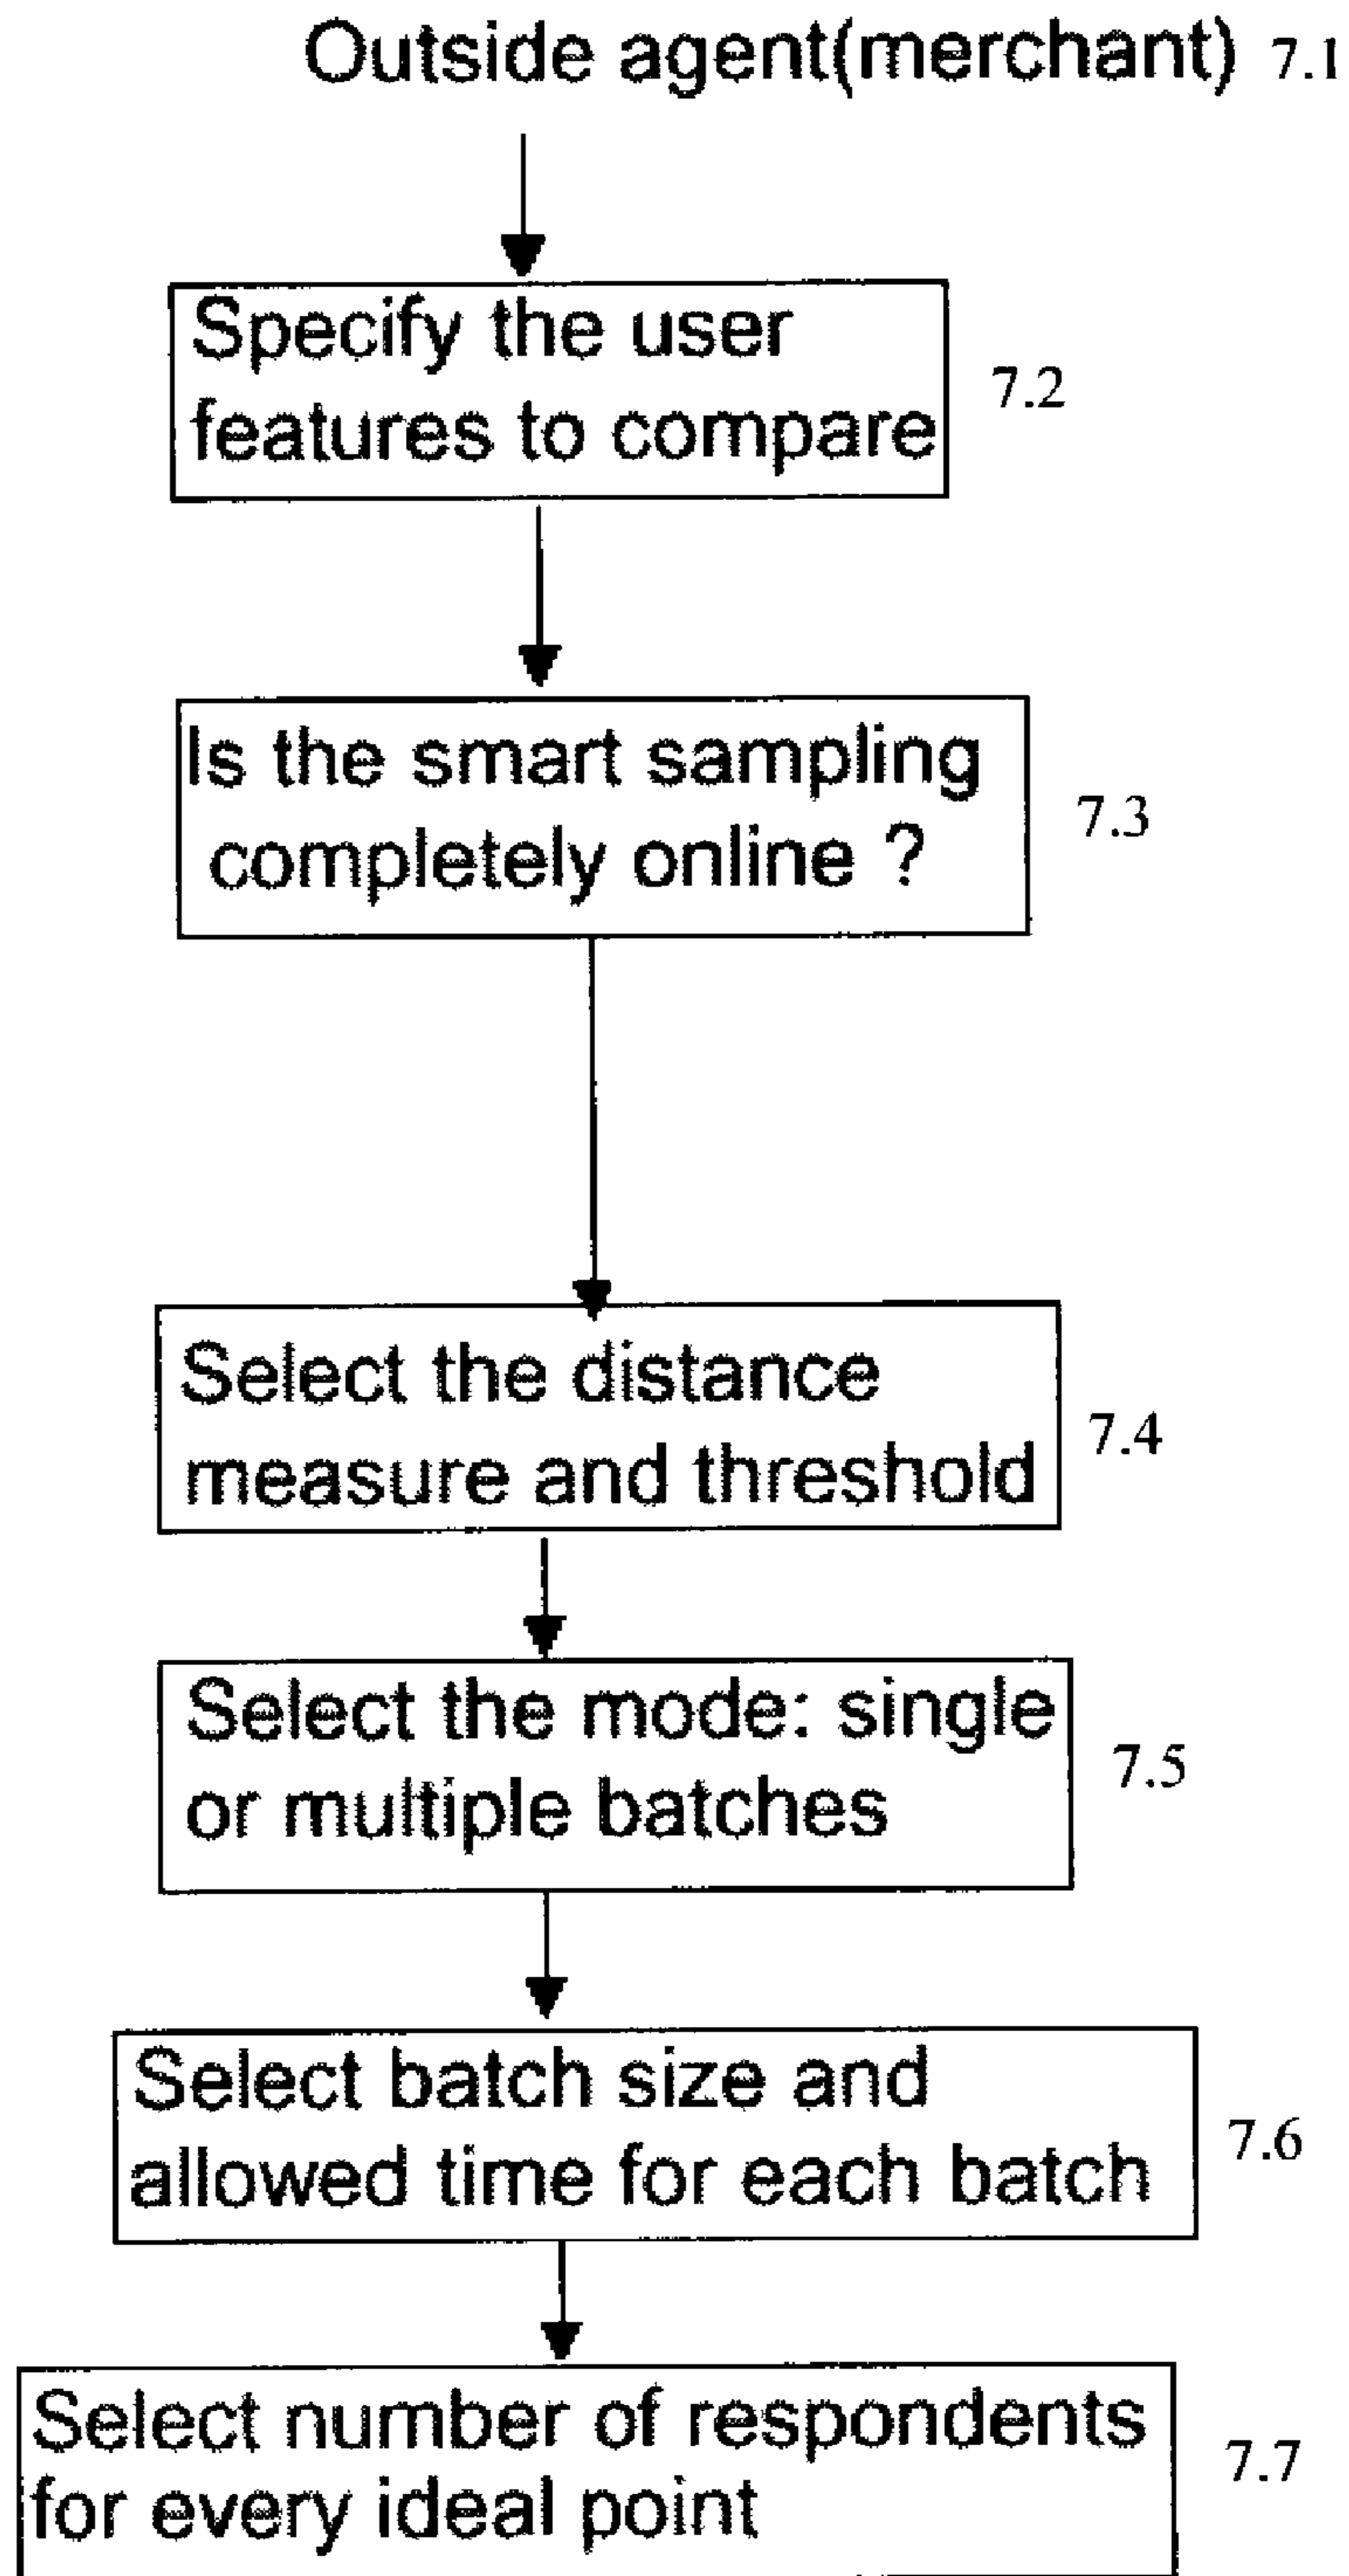 Outside agent(merchant) 7.1
Specify the user
features to compare
7.2
Is the smart sampling
completely online ?
7.3
Select the distance
measure and threshold
7.4
Select the mode: single
or multiple batches
7.5
Select batch size and
allowed time for each batch
7.6
Select number of respondents
for every ideal point
7.7